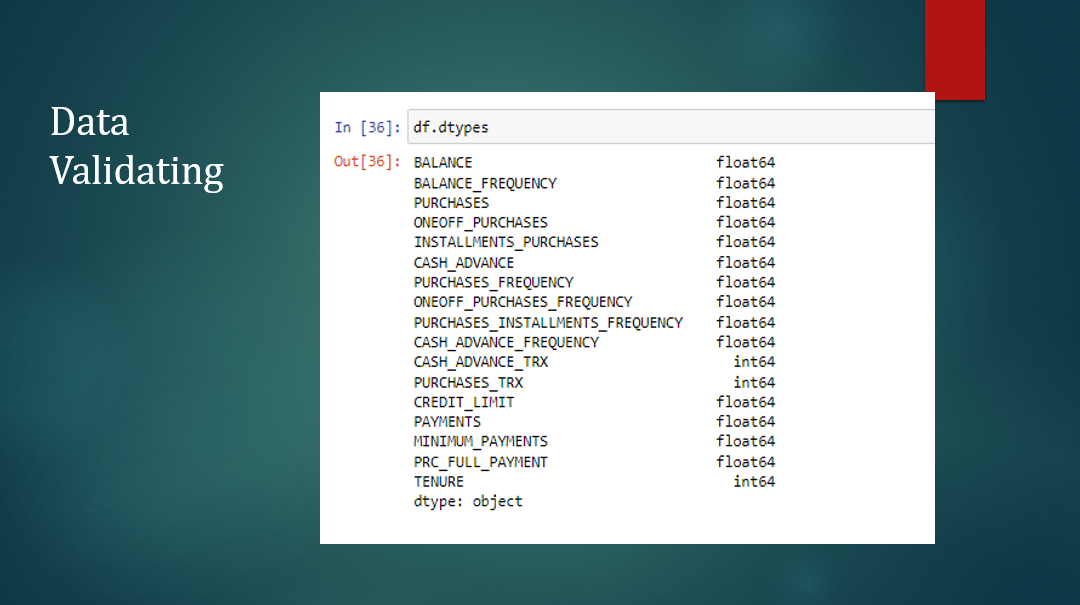 Data
Validating
In [36]: df.dtypes
Out[36]: BALANCE float64
BALANCE_FREQUENCY float64
PURCHASES float64
ONEOFF_PURCHASES float64
INSTALLMENTS_PURCHASES float64
CASH_ADVANCE float64
PURCHASES_FREQUENCY float64
ONEOFF_PURCHASES_FREQUENCY float64
PURCHASES_INSTALLMENTS_FREQUENCY float64
CASH_ADVANCE_FREQUENCY float64
CASH_ADVANCE_TRX int64
PURCHASES_TRX int64
CREDIT_LIMIT float64
PAYMENTS float64
MINIMUM_PAYMENTS float64
PRC_FULL_PAYMENT float64
TENURE int64
dtype: object